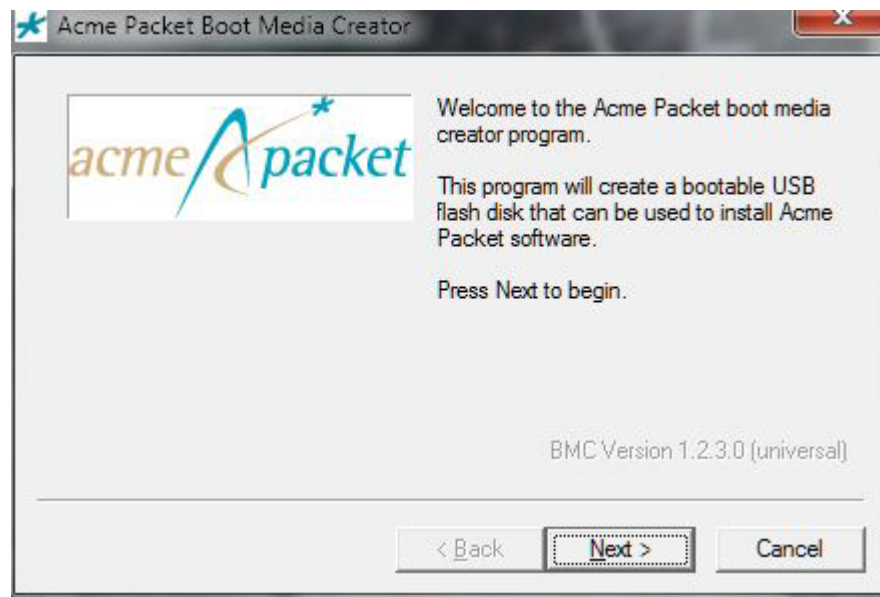 Acme Packet Boot Media Creator
acme packet
Welcome to the Acme Packet boot media
creator program.
This program will create a bootable USB
flash disk that can be used to install Acme
Packet software.
Press Next to begin.
BMC Version 1.2.3.0 (universal)
< Back
Next >
Cancel